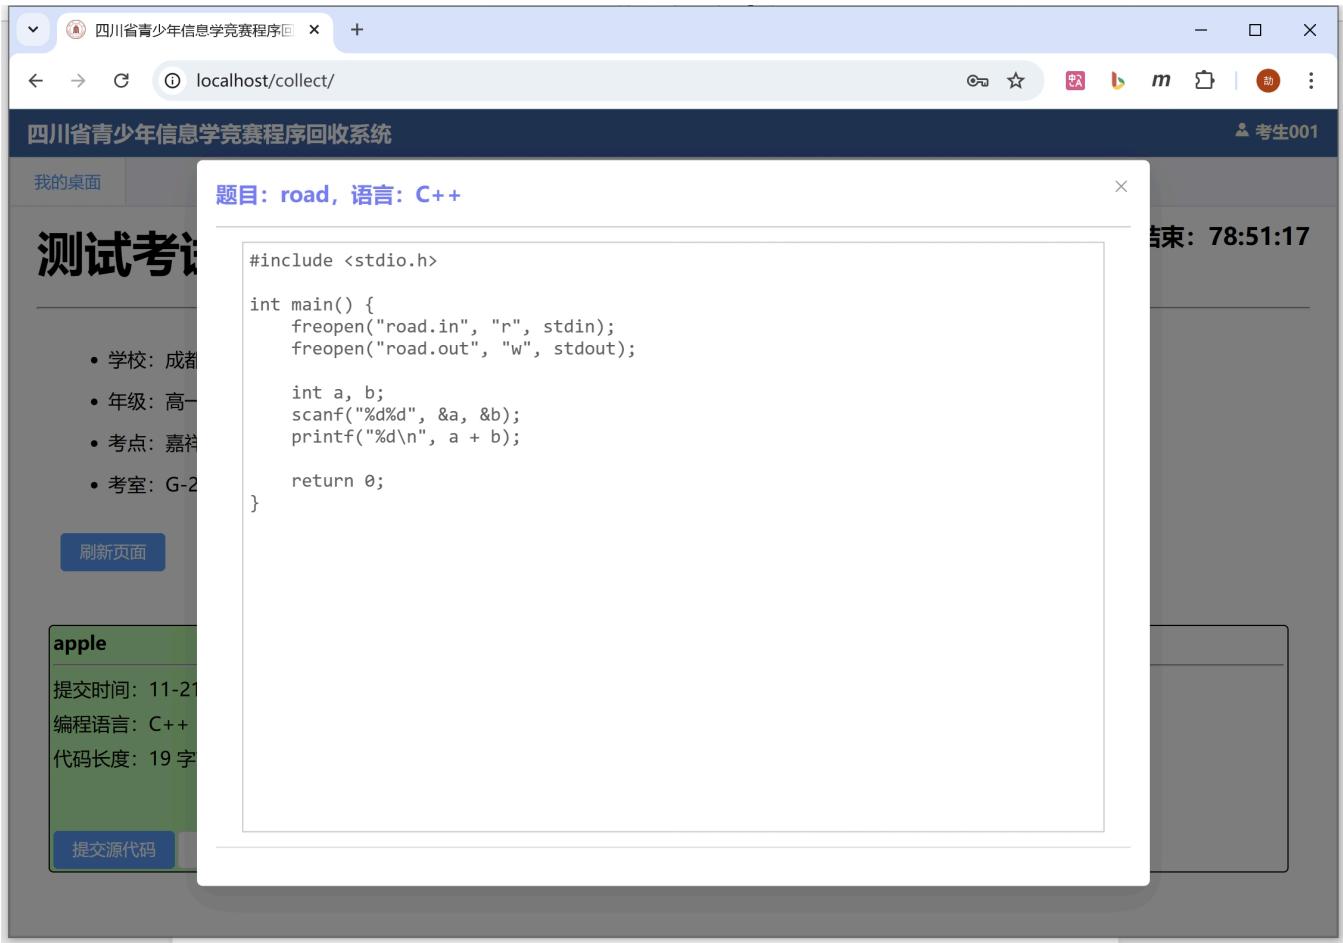 四川省青少年信息学竞赛程序回
localhost/collect/
四川省青少年信息学竞赛程序回收系统
考生001
我的桌面
题目：road，语言：C++
测试考试
结束：78:51:17
#include <stdio.h>
int main() {
freopen("road.in", "r", stdin);
freopen("road.out", "w", stdout);
int a, b;
scanf("%d%d", &a, &b);
printf("%d\n", a + b);
return 0;
}
学校：成都
年级：高一
考点：嘉祥
考室：G-2
刷新页面
apple
提交时间：11-21
编程语言：C++
代码长度：19 字
提交源代码